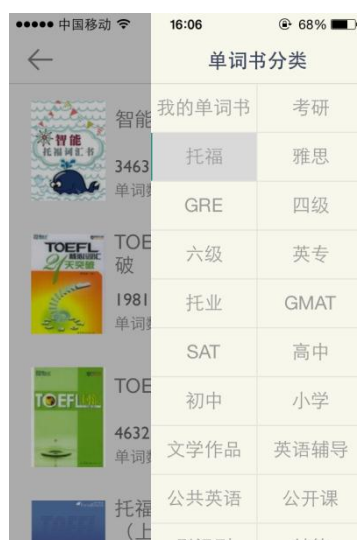 中国移动 16:06 68%
单词书分类
我的单词书 考研
托福 雅思
GRE 四级
六级 英专
托业 GMAT
SAT 高中
初中 小学
文学作品 英语辅导
公共英语 公开课
智能
3463
单词
智能
托福词汇书
TOE
破
1981
单词
TOEFL
21天突破
TOE
4632
单词
TOEFL
托福
（上